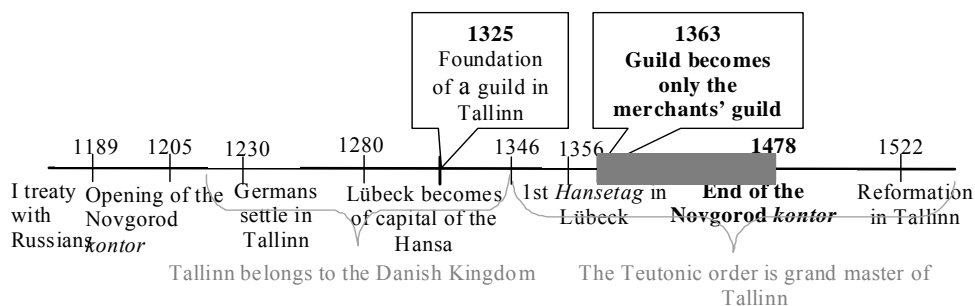 1325
Foundation
of a guild in
Tallinn
1363
Guild becomes
only the
merchants' guild
1189
1205
1230
1280
1346
1356
1478
1522
I treaty
with
Russians
Opening of the
Novgorod
kontor
Germans
settle in
Tallinn
Lübeck becomes
of capital of the
Hansa
1st Hansetag in
Lübeck
End of the
Novgorod kontor
Reformation
in Tallinn
Tallinn belongs to the Danish Kingdom
The Teutonic order is grand master of
Tallinn